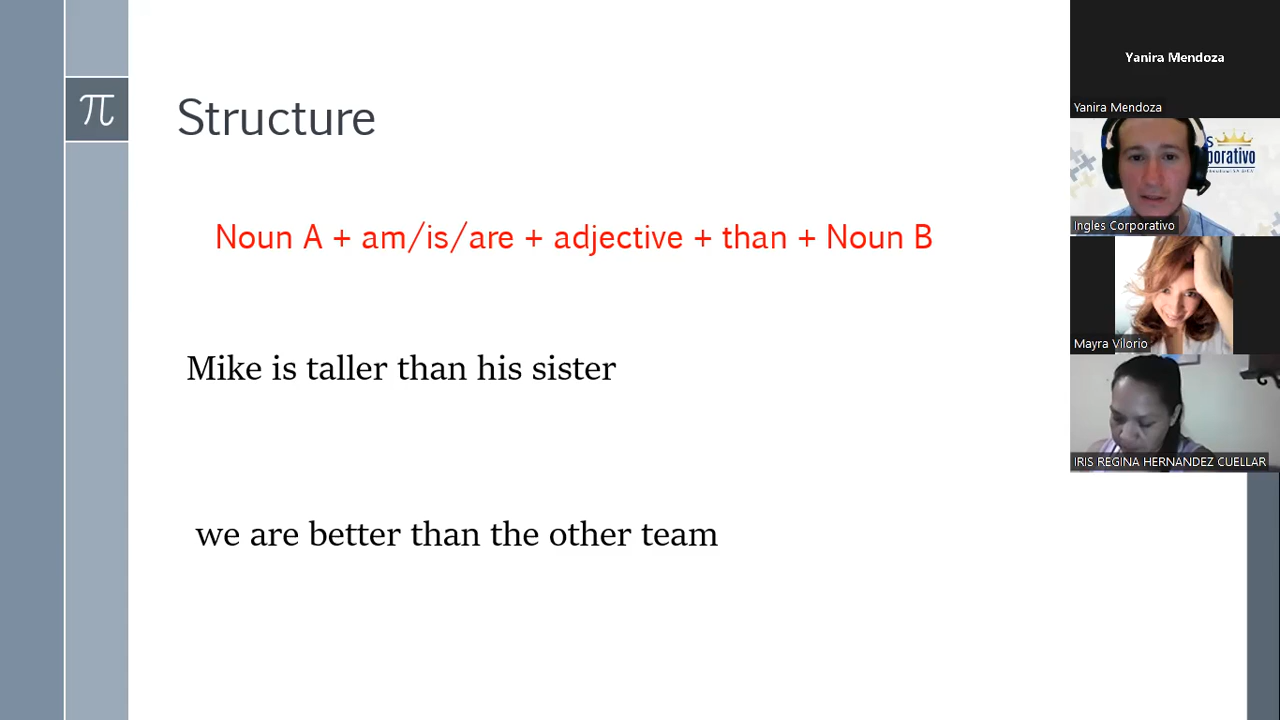 π
Structure
Noun A + am/is/are + adjective + than + Noun B
Mike is taller than his sister
we are better than the other team
Yanira Mendoza
Yanira Mendoza
Ingles Corporativo
Mayra Vilorio
IRIS REGINA HERNANDEZ CUELLAR